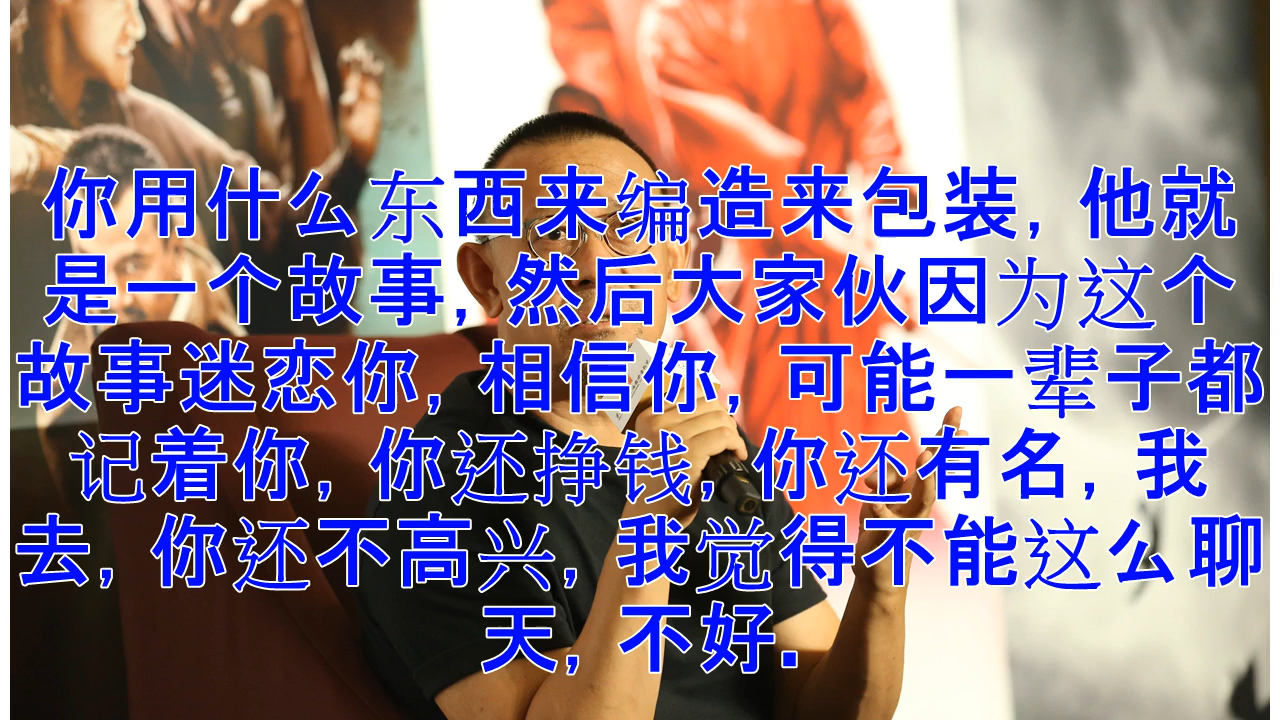 你用什么东西来编造来包装, 他就
是一个故事, 然后大家伙因为这个
故事迷恋你, 相信你, 可能一辈子都
记着你, 你还挣钱, 你还有名, 我
去, 你还不高兴, 我觉得不能这么聊
天, 不好.